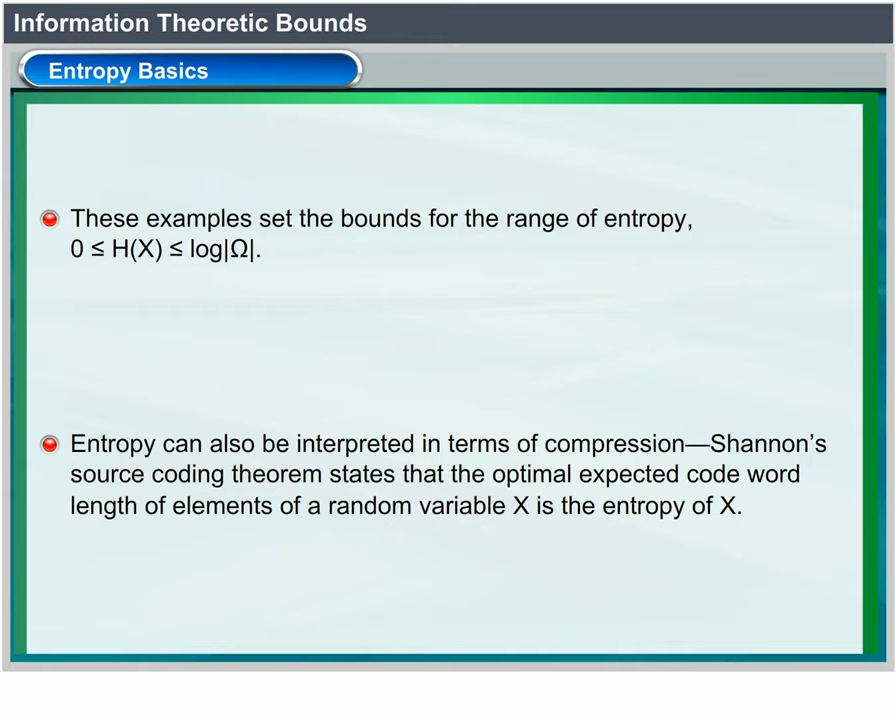 Information Theoretic Bounds
Entropy Basics
These examples set the bounds for the range of entropy,
0 ≤ H(X) ≤ log|Ω|.
Entropy can also be interpreted in terms of compression—Shannon’s
source coding theorem states that the optimal expected code word
length of elements of a random variable X is the entropy of X.